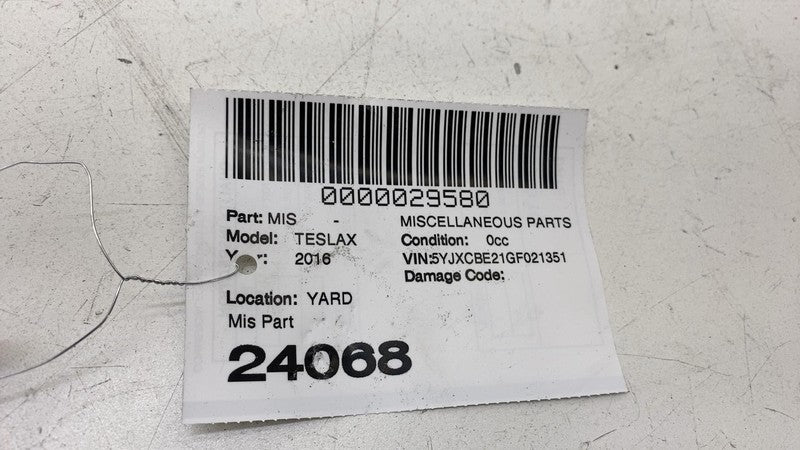 0000029580
Part: MIS - MISCELLANEOUS PARTS
Model: TESLAX Condition: 0cc
Year: 2016 VIN:5YJXCBE21GF021351
Damage Code:
Location: YARD
Mis Part
24068